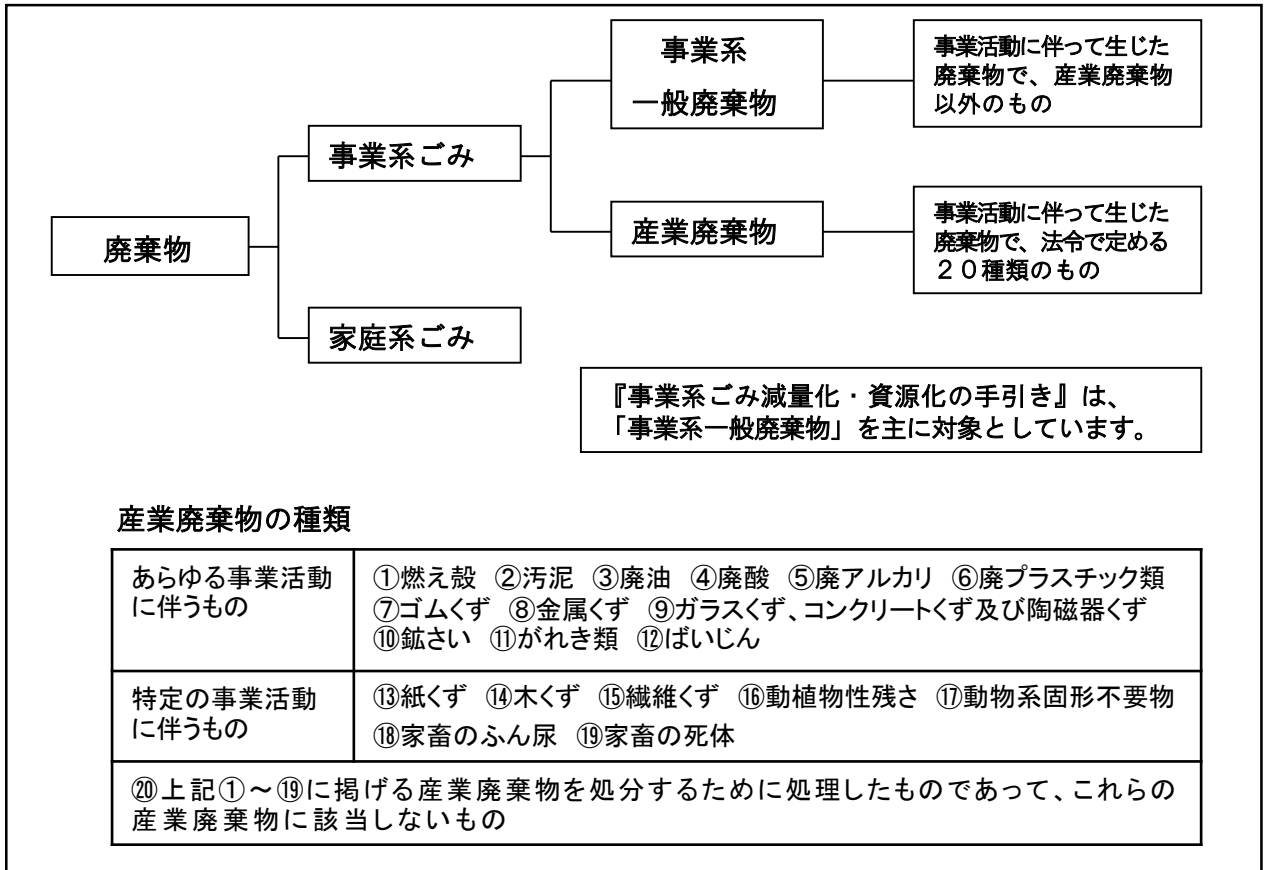 事業系
一般廃棄物
事業活動に伴って生じた
廃棄物で、産業廃棄物
以外のもの
事業系ごみ
産業廃棄物
事業活動に伴って生じた
廃棄物で、法令で定める
２０種類のもの
廃棄物
家庭系ごみ
『事業系ごみ減量化・資源化の手引き』は、
「事業系一般廃棄物」を主に対象としています。
産業廃棄物の種類
あらゆる事業活動
に伴うもの
①燃え殻 ②汚泥 ③廃油 ④廃酸 ⑤廃アルカリ ⑥廃プラスチック類
⑦ゴムくず ⑧金属くず ⑨ガラスくず、コンクリートくず及び陶磁器くず
⑩鉱さい ⑪がれき類 ⑫ばいじん
特定の事業活動
に伴うもの
⑬紙くず ⑭木くず ⑮繊維くず ⑯動植物性残さ ⑰動物系固形不要物
⑱家畜のふん尿 ⑲家畜の死体
⑳上記①～⑲に掲げる産業廃棄物を処分するために処理したものであって、これらの
産業廃棄物に該当しないもの